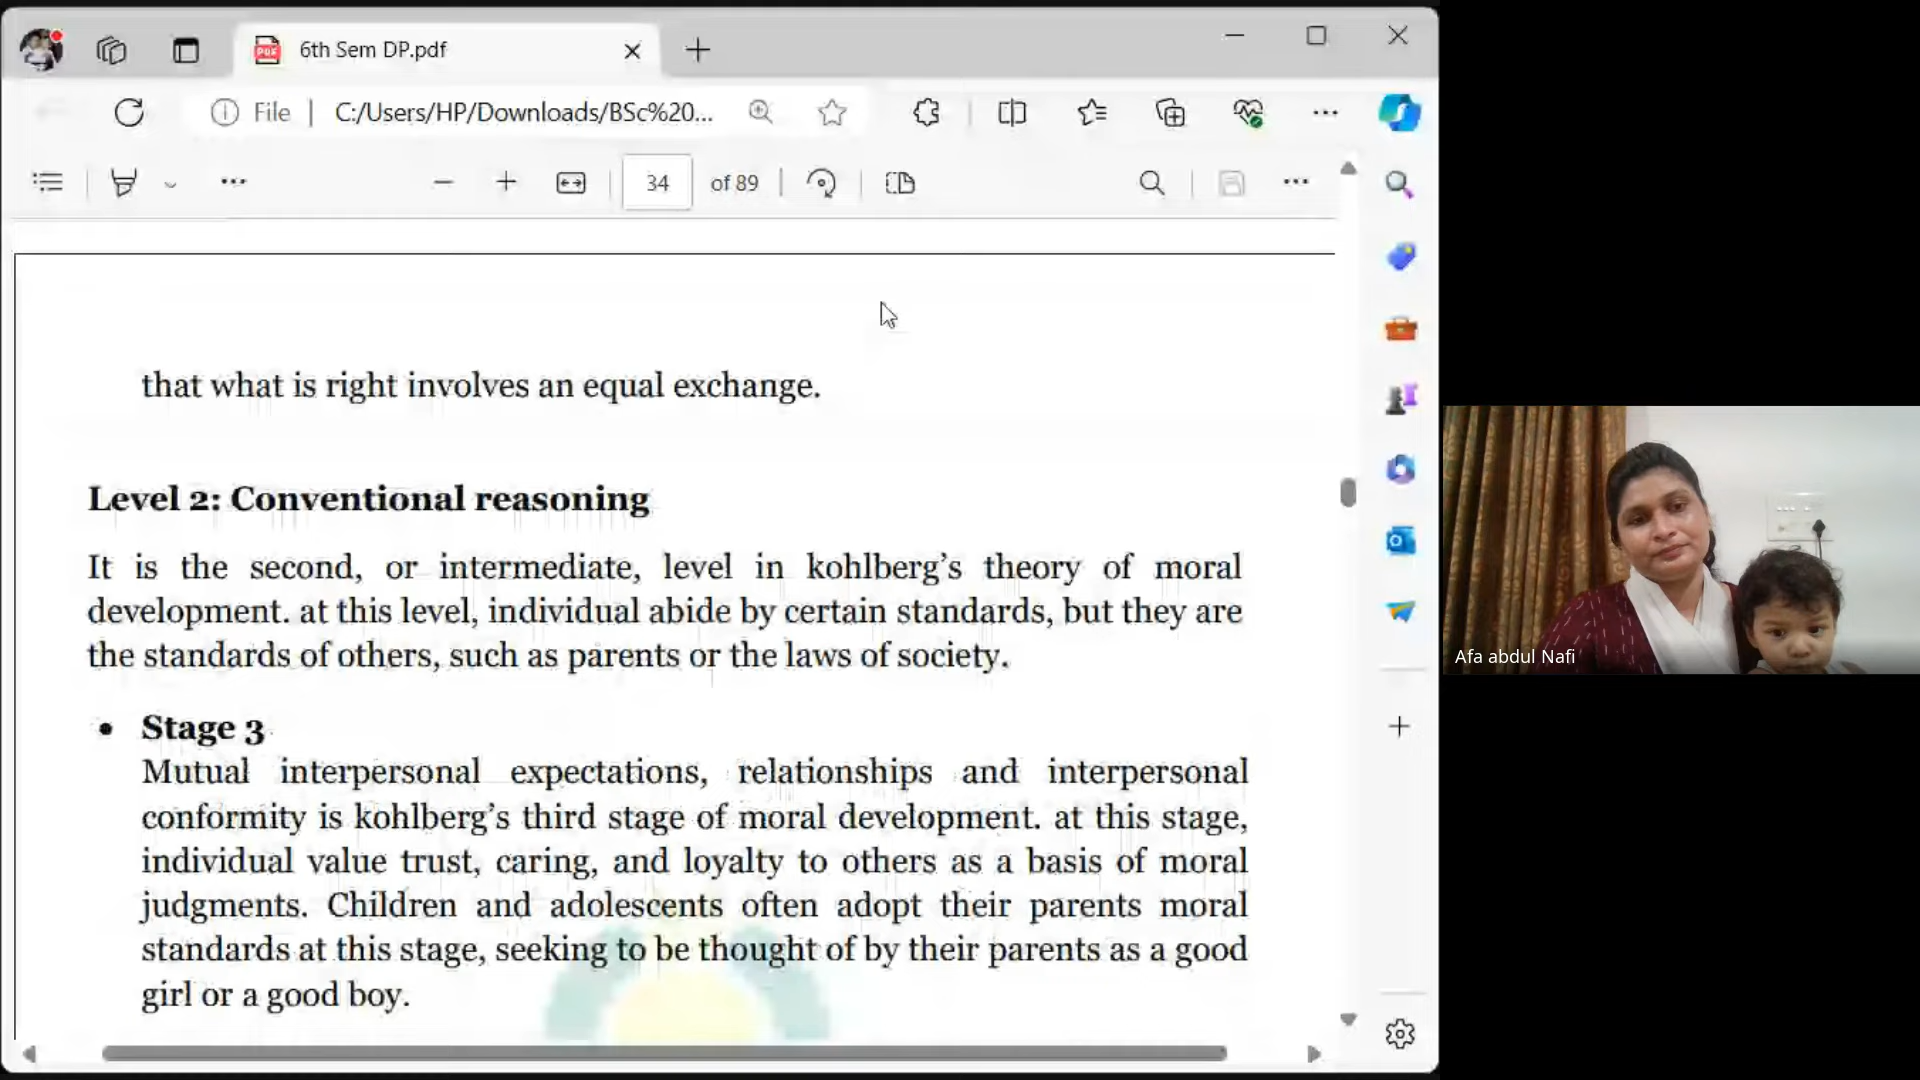 6th Sem DP.pdf
File | C:/Users/HP/Downloads/BSc%20...
34 of 89
that what is right involves an equal exchange.
Level 2: Conventional reasoning
It is the second, or intermediate, level in kohlberg's theory of moral
development. at this level, individual abide by certain standards, but they are
the standards of others, such as parents or the laws of society.
• Stage 3
Mutual interpersonal expectations, relationships and interpersonal
conformity is kohlberg's third stage of moral development. at this stage,
individual value trust, caring, and loyalty to others as a basis of moral
judgments. Children and adolescents often adopt their parents moral
standards at this stage, seeking to be thought of by their parents as a good
girl or a good boy.
Afa abdul Nafi